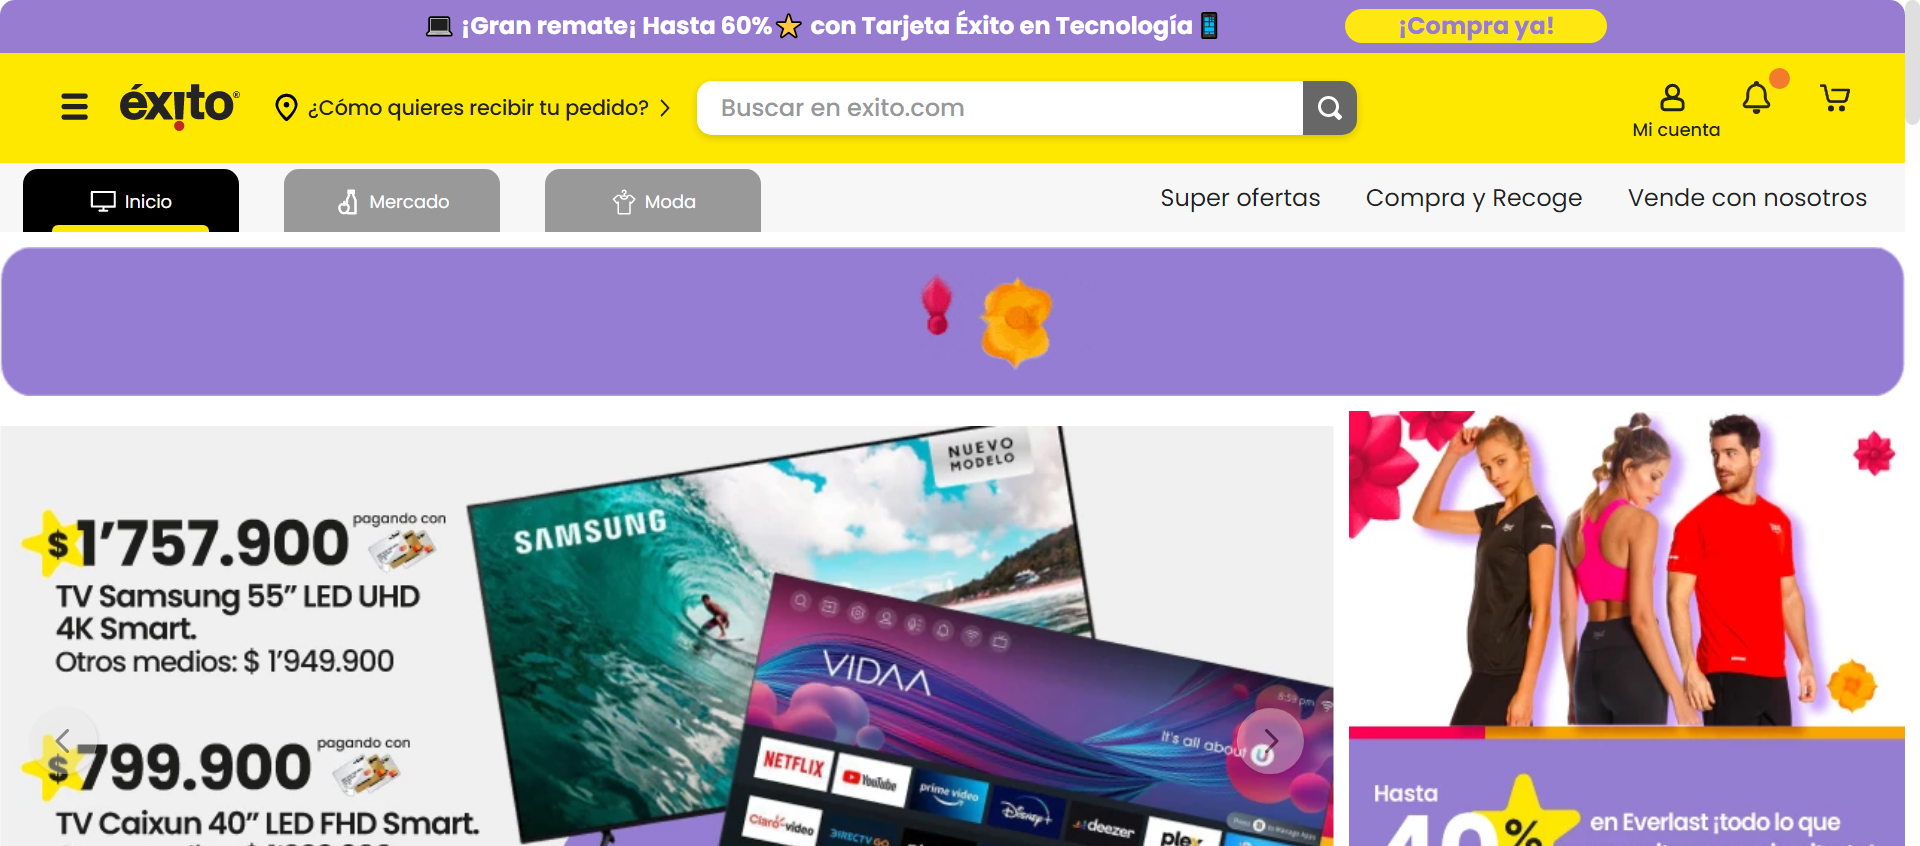 ¡Gran remate¡ Hasta 60% con Tarjeta Éxito en Tecnología
¡Compra ya!
éxito
¿Cómo quieres recibir tu pedido?
Buscar en exito.com
Mi cuenta
Inicio
Mercado
Moda
Super ofertas
Compra y Recoge
Vende con nosotros
NUEVO
MODELO
SAMSUNG
$1'757.900 pagando con
TV Samsung 55” LED UHD
4K Smart.
Otros medios: $ 1'949.900
VIDAA
8:59 pm
It's all about U
NETFLIX
YouTube
prime video
Disney+
Claro-video
DIRECTV GO
deezer
plex
$799.900 pagando con
TV Caixun 40” LED FHD Smart.
Hasta
40%
en Everlast ¡todo lo que